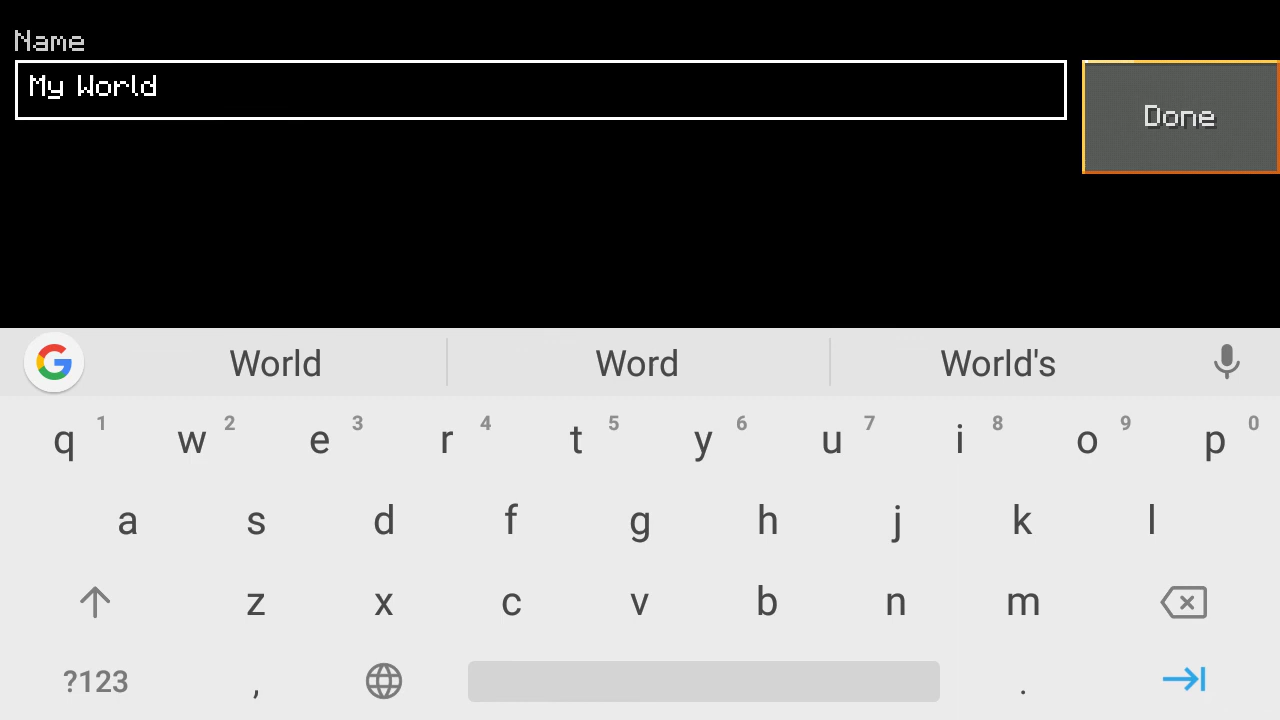 Name
My World
Done
World Word World's
q 1 w 2 e 3 r 4 t 5 y 6 u 7 i 8 o 9 p 0
a s d f g h j k l
z x c v b n m
?123 , .